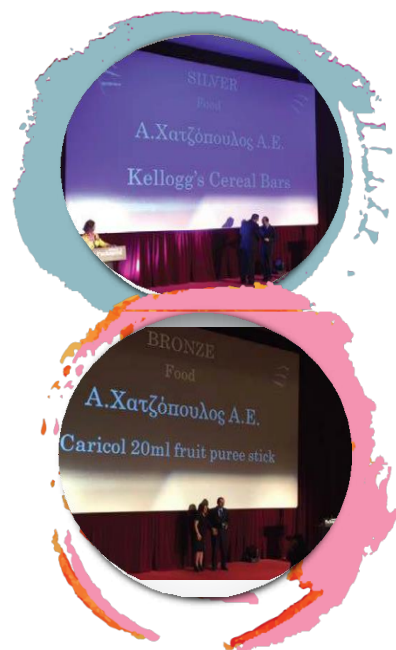 SILVER
Food
Α.Χατζόπουλος Α.Ε.
Kellogg's Cereal Bars
BRONZE
Food
Α.Χατζόπουλος Α.Ε.
Caricol 20ml fruit puree stick